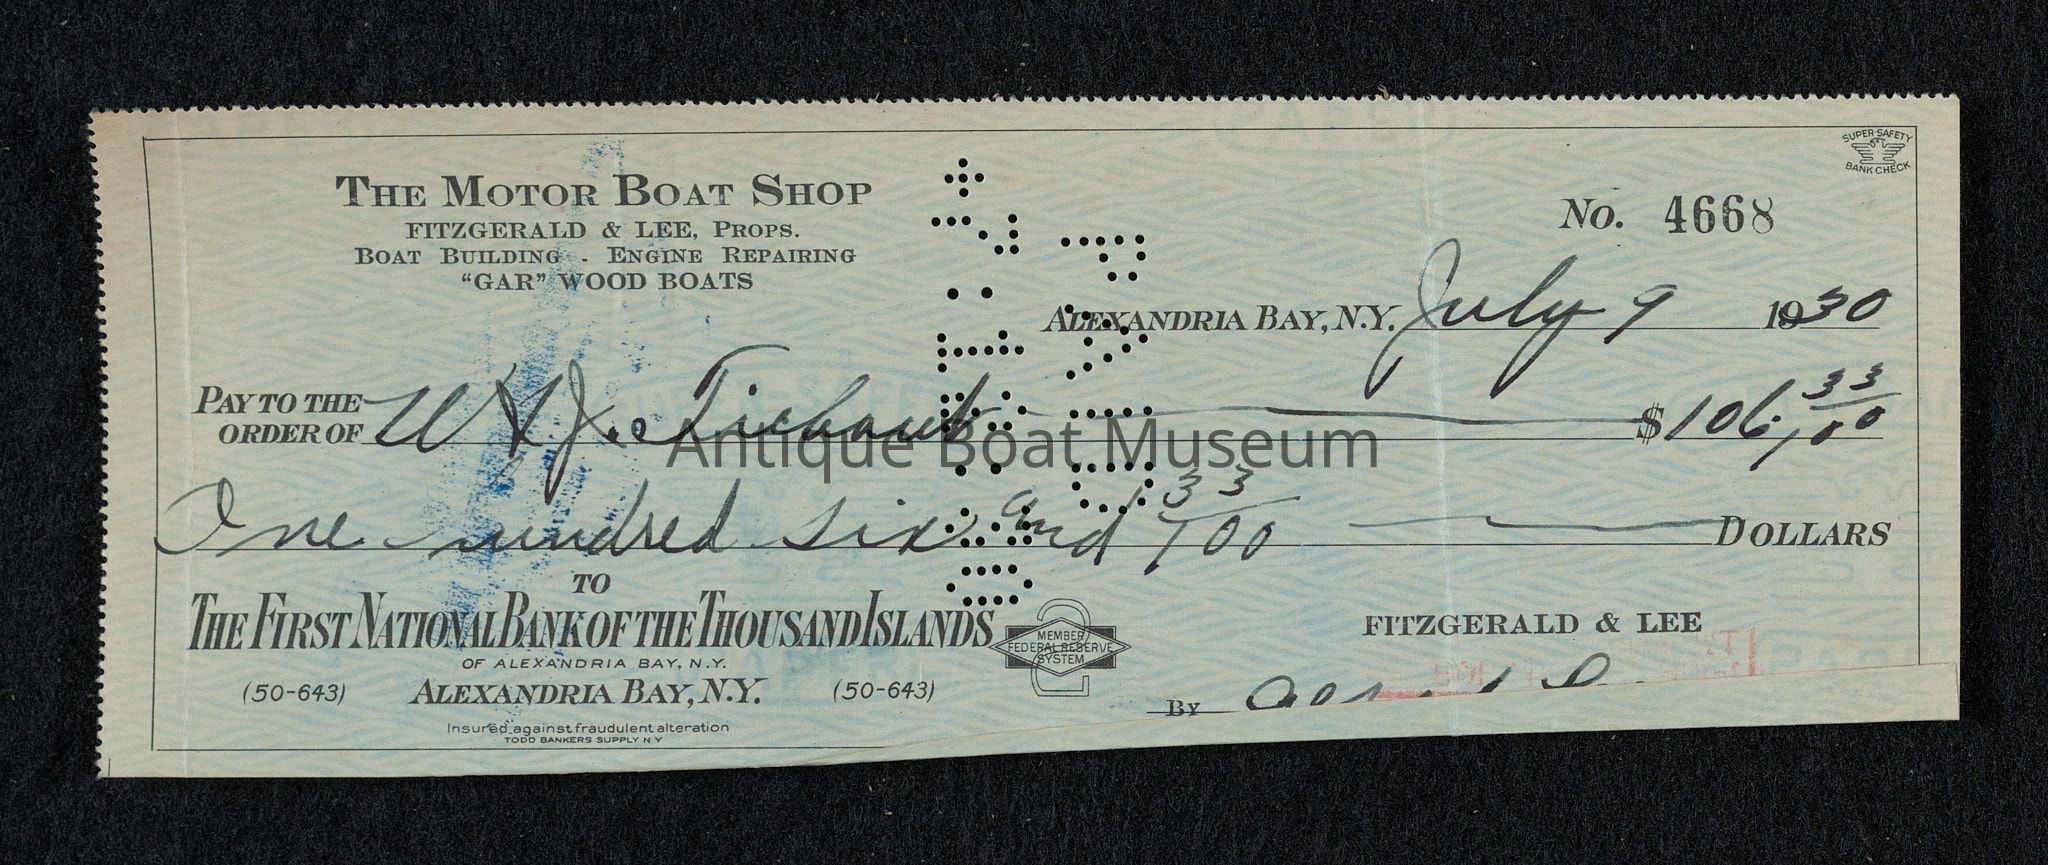 SUPER-SAFETY
BANK CHECK
THE MOTOR BOAT SHOP
FITZGERALD & LEE, PROPS.
BOAT BUILDING - ENGINE REPAIRING
"GAR" WOOD BOATS
No. 4668
ALEXANDRIA BAY, N.Y. July 9 1930
PAY TO THE ORDER OF W H J $106.33/100
Antique Boat Museum
One hundred six and 33/100 DOLLARS
TO
THE FIRST NATIONAL BANK OF THE THOUSAND ISLANDS
OF ALEXANDRIA BAY, N.Y.
(50-643) ALEXANDRIA BAY, N.Y. (50-643)
Insured against fraudulent alteration
TODD BANKERS SUPPLY N Y
MEMBER
FEDERAL RESERVE
SYSTEM
2
FITZGERALD & LEE
By